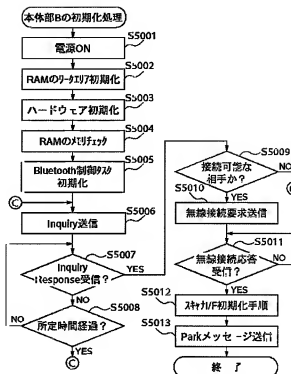 本体部Bの初期化処理
S5001
電源ON
S5002
RAMのワークエリア初期化
S5003
ハードウェア初期化
S5004
RAMのメモリチェック
S5005
Bluetooth制御タスク
初期化
Ⓒ
S5006
Inquiry送信
S5007
Inquiry
Response受信？
YES
NO
S5008
所定時間経過？
NO
YES
Ⓒ
S5009
接続可能な
相手か？
NO
YES
S5010
無線接続要求送信
S5011
無線接続応答
受信？
NO
YES
S5012
スキャナI/F初期化手順
S5013
Parkメッセージ送信
終 了